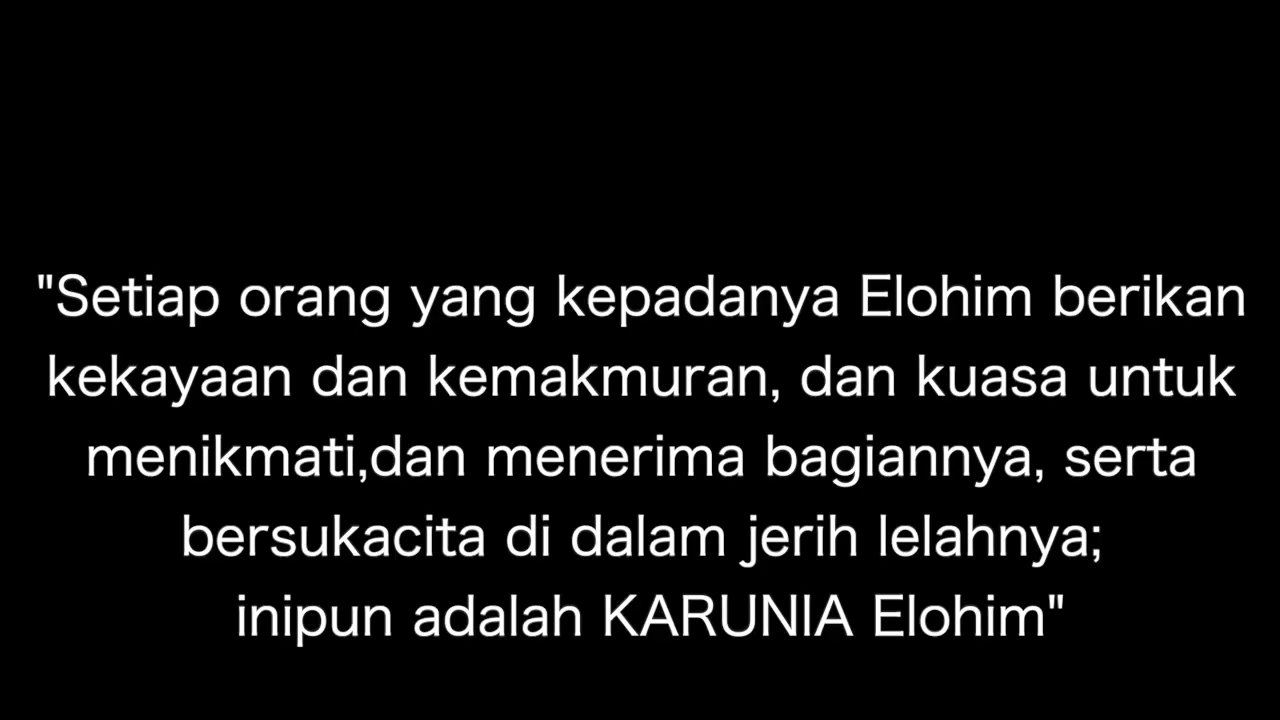 "Setiap orang yang kepadanya Elohim berikan
kekayaan dan kemakmuran, dan kuasa untuk
menikmati,dan menerima bagiannya, serta
bersukacita di dalam jerih lelahnya;
inipun adalah KARUNIA Elohim"